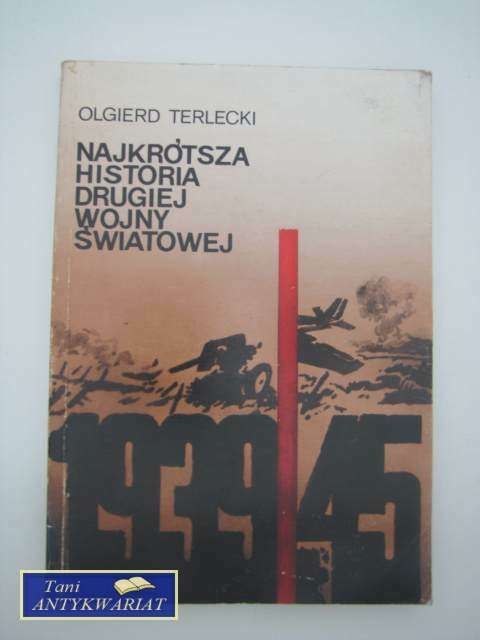 OLGIERD TERLECKI
NAJKRÓTSZA
HISTORIA
DRUGIEJ
WOJNY
ŚWIATOWEJ
1939 45
Tani
ANTYKWARIAT